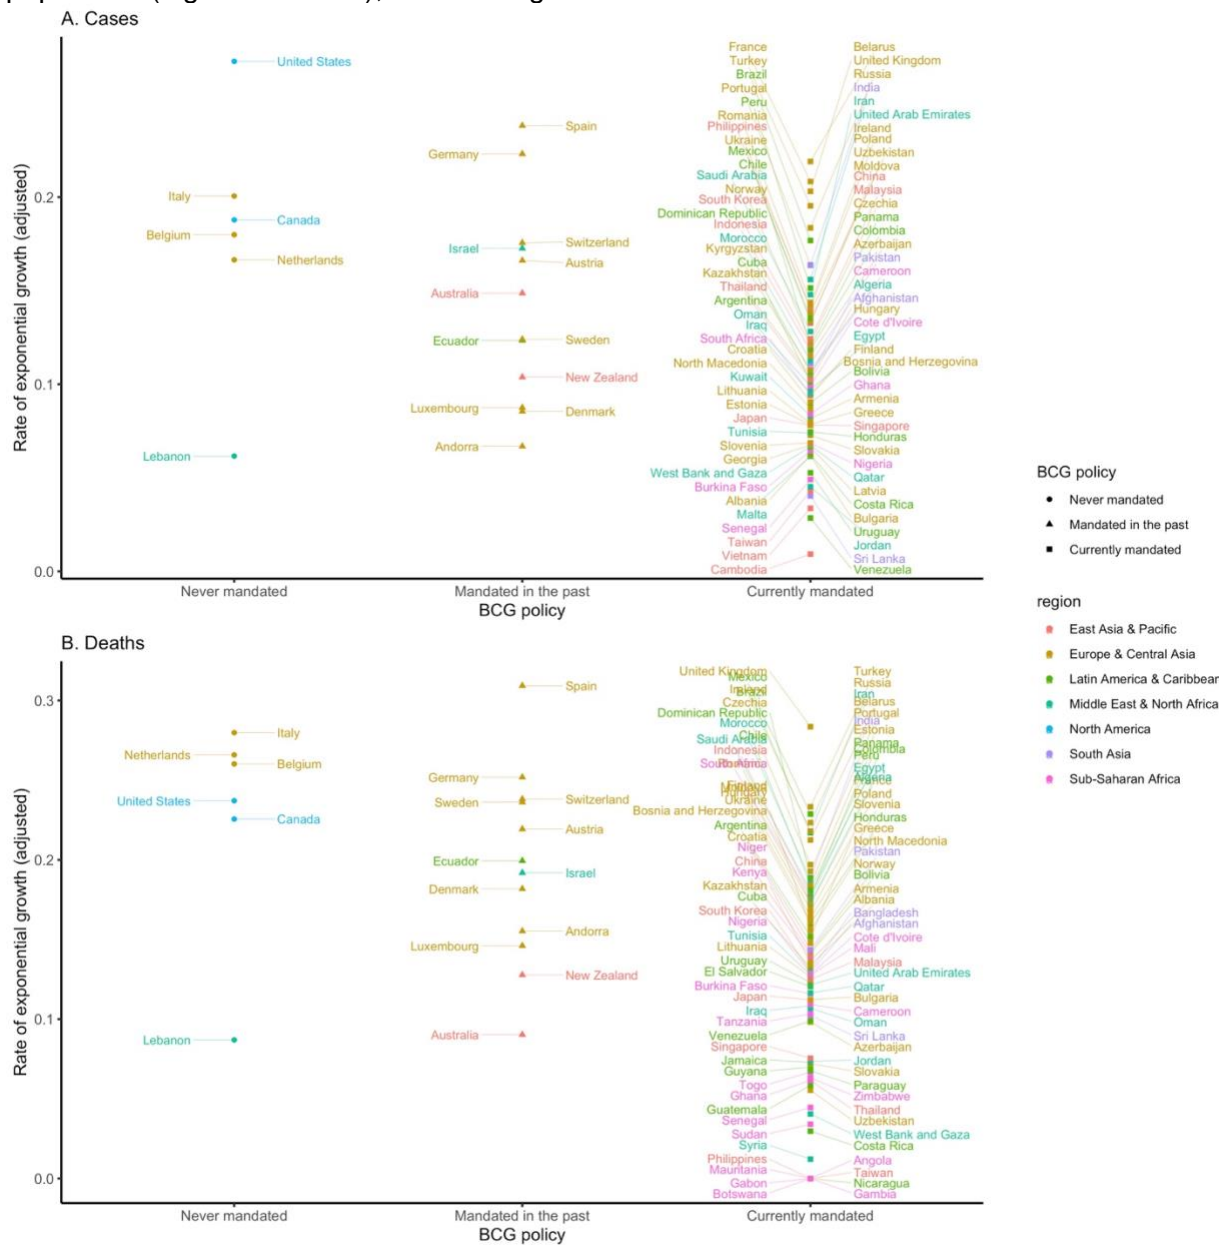 A. Cases
Rate of exponential growth (adjusted)
0.2
0.1
0.0
United States
Italy
Canada
Belgium
Netherlands
Lebanon
Spain
Germany
Switzerland
Israel
Austria
Australia
Ecuador
Sweden
New Zealand
Luxembourg
Denmark
Andorra
France
Turkey
Brazil
Portugal
Peru
Romania
Philippines
Ukraine
Mexico
Chile
Saudi Arabia
Norway
South Korea
Dominican Republic
Indonesia
Morocco
Kyrgyzstan
Cuba
Kazakhstan
Thailand
Argentina
Oman
Iraq
South Africa
Croatia
North Macedonia
Kuwait
Lithuania
Estonia
Japan
Tunisia
Slovenia
Georgia
West Bank and Gaza
Burkina Faso
Albania
Malta
Senegal
Taiwan
Vietnam
Cambodia
Belarus
United Kingdom
Russia
India
Iran
United Arab Emirates
Ireland
Poland
Uzbekistan
Moldova
China
Malaysia
Czechia
Panama
Colombia
Azerbaijan
Pakistan
Cameroon
Algeria
Afghanistan
Hungary
Cote d'Ivoire
Egypt
Finland
Bosnia and Herzegovina
Bolivia
Ghana
Armenia
Greece
Singapore
Honduras
Slovakia
Nigeria
Qatar
Latvia
Costa Rica
Bulgaria
Uruguay
Jordan
Sri Lanka
Venezuela
Never mandated
Mandated in the past
Currently mandated
BCG policy
BCG policy
Never mandated
Mandated in the past
Currently mandated
region
East Asia & Pacific
Europe & Central Asia
Latin America & Caribbean
Middle East & North Africa
North America
South Asia
Sub-Saharan Africa
B. Deaths
Rate of exponential growth (adjusted)
0.3
0.2
0.1
0.0
Italy
Netherlands
Belgium
United States
Canada
Lebanon
Spain
Germany
Switzerland
Sweden
Austria
Ecuador
Israel
Denmark
Andorra
Luxembourg
New Zealand
Australia
United Kingdom
Mexico
Ireland
Brazil
Czechia
Dominican Republic
Morocco
Chile
Saudi Arabia
Indonesia
South Africa
Romania
Finland
Moldova
Hungary
Ukraine
Bosnia and Herzegovina
Argentina
Croatia
Niger
China
Kenya
Kazakhstan
Cuba
South Korea
Nigeria
Tunisia
Lithuania
Uruguay
El Salvador
Burkina Faso
Japan
Iraq
Tanzania
Venezuela
Singapore
Jamaica
Guyana
Togo
Ghana
Guatemala
Senegal
Sudan
Syria
Philippines
Mauritania
Gabon
Botswana
Turkey
Russia
Iran
Belarus
Portugal
India
Estonia
Panama
Colombia
Peru
Egypt
Algeria
France
Poland
Slovenia
Honduras
Greece
North Macedonia
Pakistan
Norway
Bolivia
Armenia
Albania
Bangladesh
Afghanistan
Cote d'Ivoire
Mali
Malaysia
United Arab Emirates
Qatar
Bulgaria
Cameroon
Oman
Sri Lanka
Azerbaijan
Jordan
Slovakia
Paraguay
Zimbabwe
Thailand
Uzbekistan
West Bank and Gaza
Costa Rica
Angola
Taiwan
Nicaragua
Gambia
Never mandated
Mandated in the past
Currently mandated
BCG policy